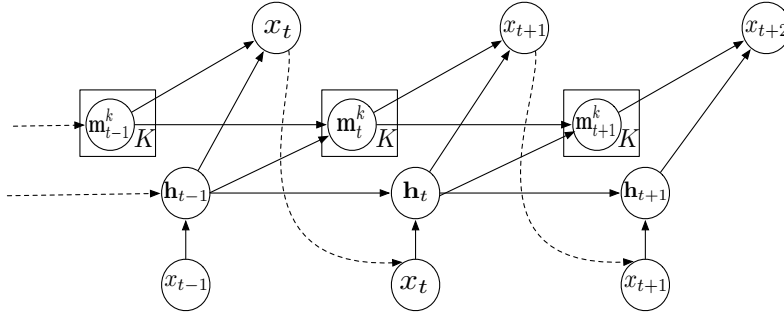 x_t x_{t+1} x_{t+2}
m^k_{t-1} K m^k_t K m^k_{t+1} K
h_{t-1} h_t h_{t+1}
x_{t-1} x_t x_{t+1}